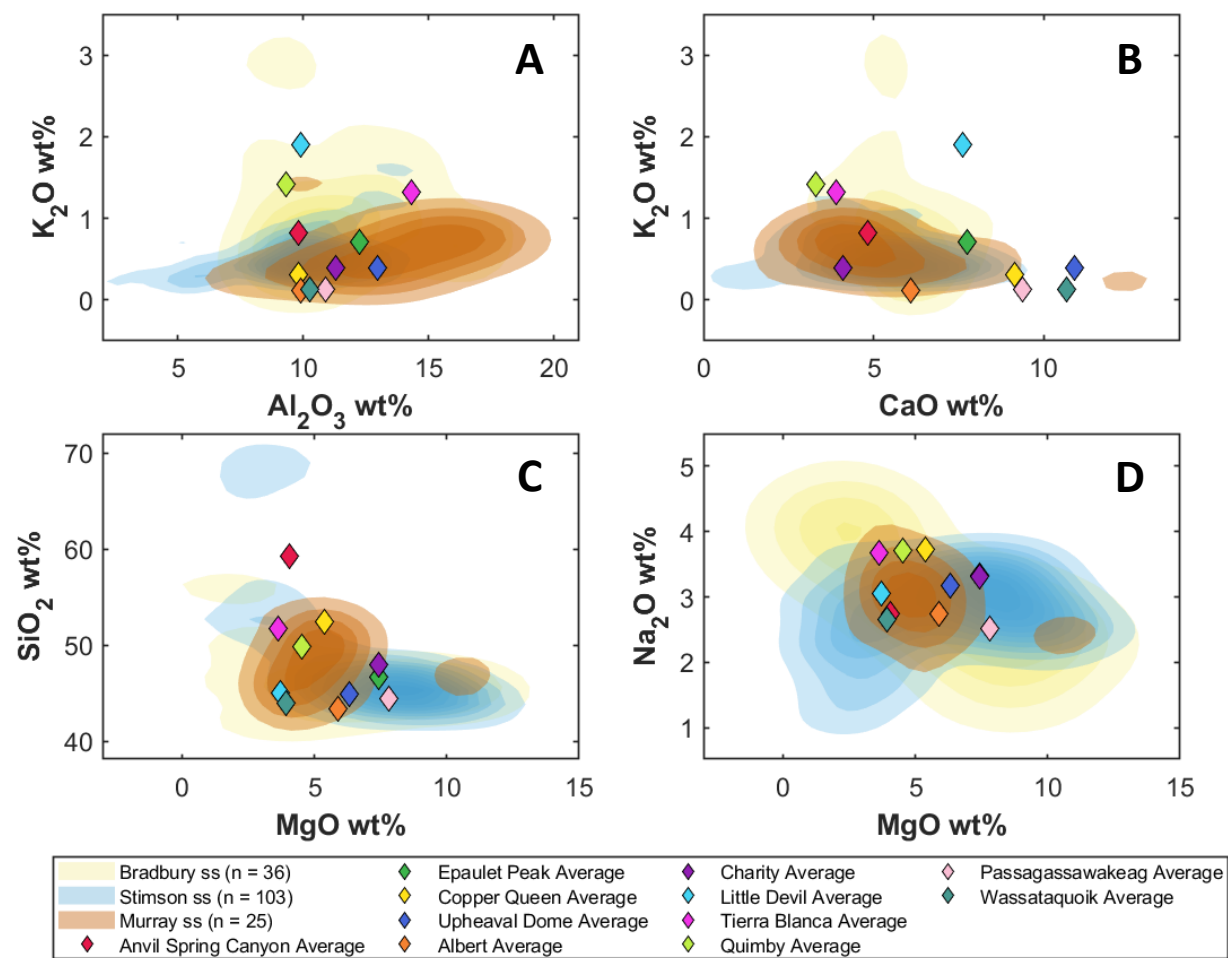 A
B
3
2
1
0
K2O wt%
5
10
15
20
Al2O3 wt%
3
2
1
0
K2O wt%
0
5
10
CaO wt%
C
D
70
60
50
40
SiO2 wt%
0
5
10
15
MgO wt%
5
4
3
2
1
Na2O wt%
0
5
10
15
MgO wt%
Bradbury ss (n = 36)
Stimson ss (n = 103)
Murray ss (n = 25)
Anvil Spring Canyon Average
Epaulet Peak Average
Copper Queen Average
Upheaval Dome Average
Albert Average
Charity Average
Little Devil Average
Tierra Blanca Average
Quimby Average
Passagassawakeag Average
Wassataquoik Average